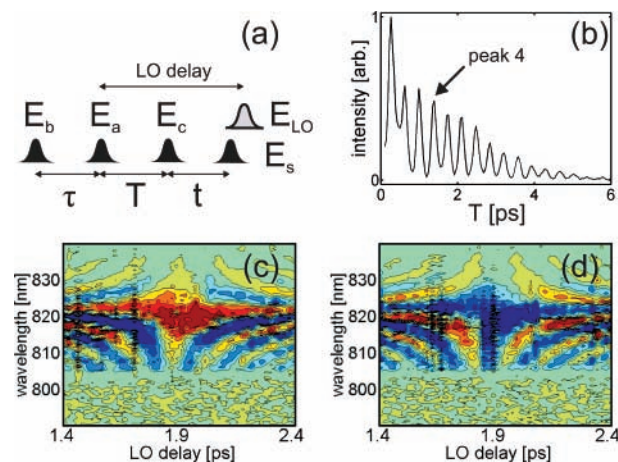 (a)
LO delay
E_b E_a E_c E_LO
E_s
τ T t
(b)
intensity [arb.]
1
0
peak 4
0 2 4 6
T [ps]
(c)
wavelength [nm]
830
820
810
800
1.4 1.9 2.4
LO delay [ps]
(d)
wavelength [nm]
830
820
810
800
1.4 1.9 2.4
LO delay [ps]